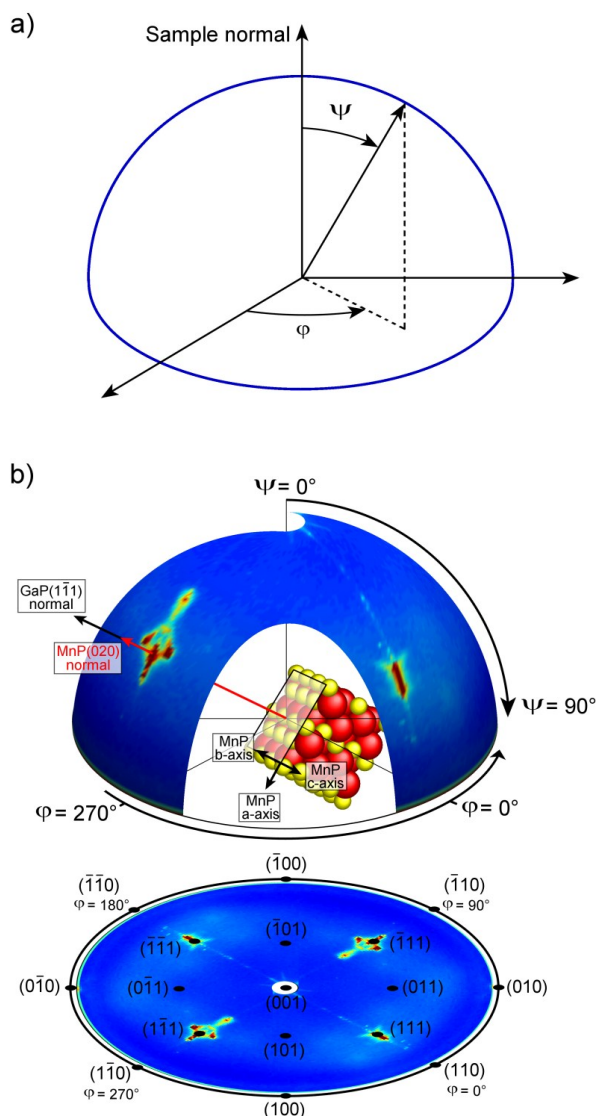 a)
Sample normal
Ψ
φ
b)
Ψ= 0°
GaP(11̄1)
normal
MnP(020)
normal
Ψ= 90°
MnP
b-axis
MnP
c-axis
MnP
a-axis
φ= 270°
φ= 0°
(1̄00)
(1̄1̄0)
φ = 180°
(1̄10)
φ = 90°
(1̄01)
(1̄1̄1)
(1̄11)
(01̄0)
(01̄1)
(001)
(011)
(010)
(11̄1)
(101)
(111)
(11̄0)
φ = 270°
(110)
φ = 0°
(100)